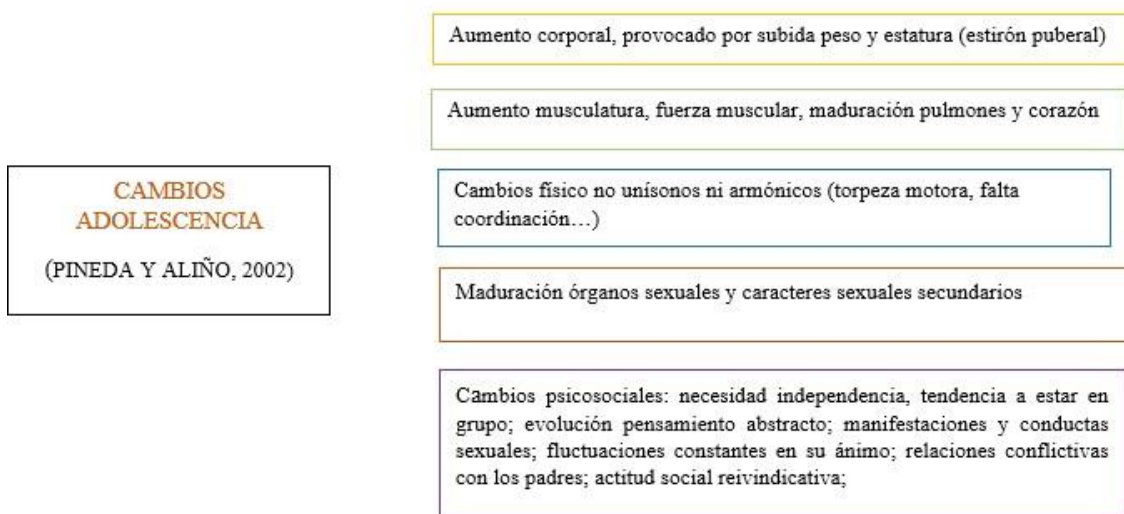 Aumento corporal, provocado por subida peso y estatura (estirón puberal)
Aumento musculatura, fuerza muscular, maduración pulmones y corazón
CAMBIOS
ADOLESCENCIA
(PINEDA Y ALIÑO, 2002)
Cambios físico no unísonos ni armónicos (torpeza motora, falta
coordinación…)
Maduración órganos sexuales y caracteres sexuales secundarios
Cambios psicosociales: necesidad independencia, tendencia a estar en
grupo; evolución pensamiento abstracto; manifestaciones y conductas
sexuales; fluctuaciones constantes en su ánimo; relaciones conflictivas
con los padres; actitud social reivindicativa;